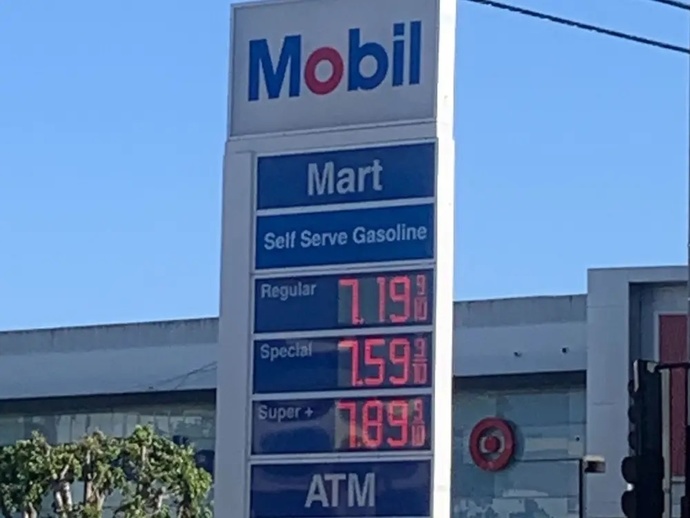 Mobil
Mart
Self Serve Gasoline
Regular 7.19 9/10
Special 7.59 9/10
Super + 7.89 9/10
ATM